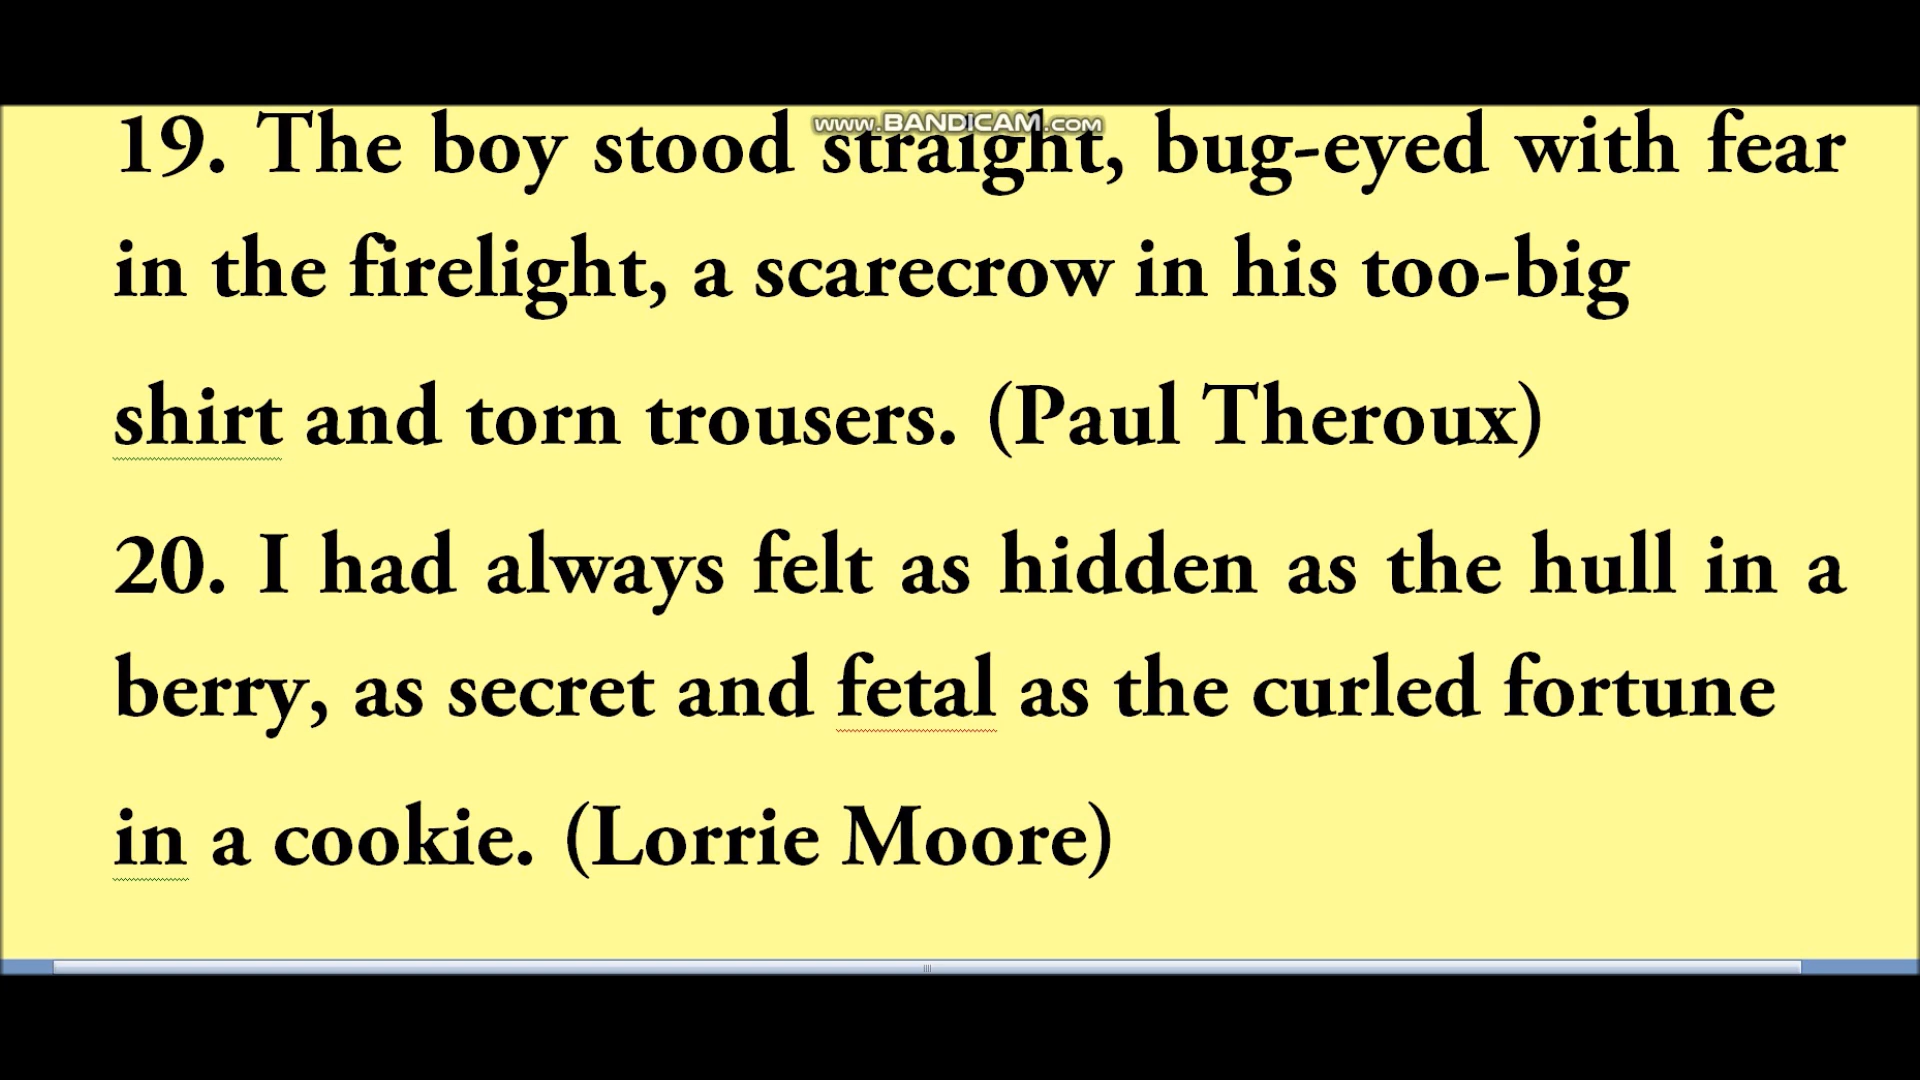 www.BANDICAM.com
19. The boy stood straight, bug-eyed with fear
in the firelight, a scarecrow in his too-big
shirt and torn trousers. (Paul Theroux)
20. I had always felt as hidden as the hull in a
berry, as secret and fetal as the curled fortune
in a cookie. (Lorrie Moore)